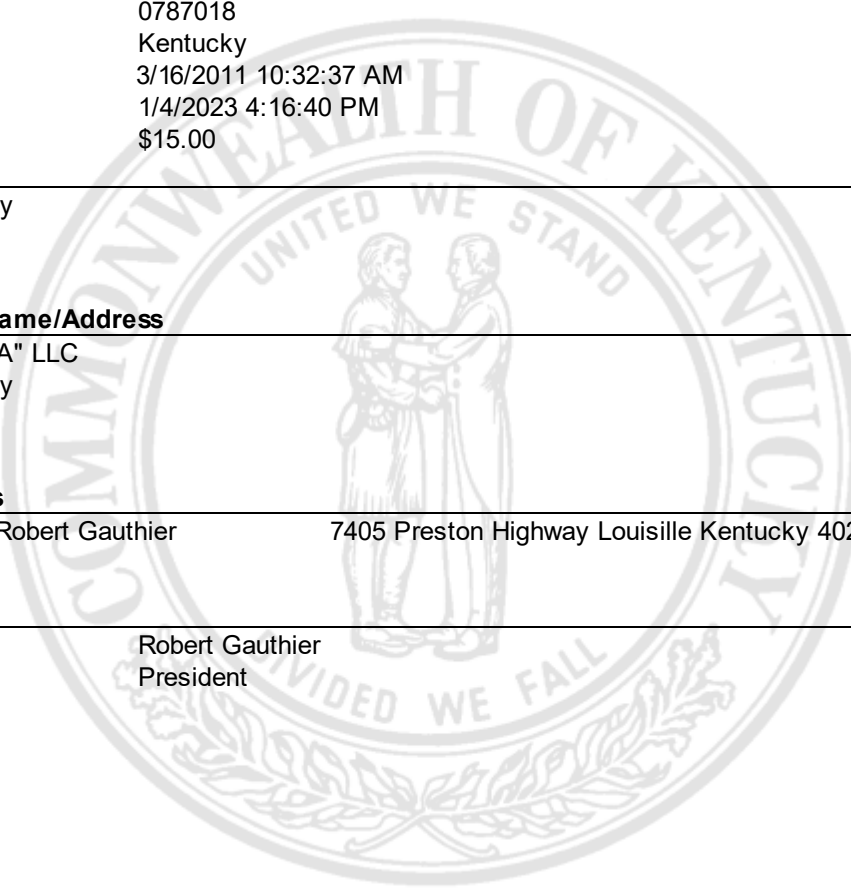 0787018
Kentucky
3/16/2011 10:32:37 AM
1/4/2023 4:16:40 PM
$15.00
COMMONWEALTH OF KENTUCKY
UNITED WE STAND
y
ame/Address
A" LLC
y
s
Robert Gauthier 7405 Preston Highway Louisille Kentucky 402
Robert Gauthier
President
DIVIDED WE FALL